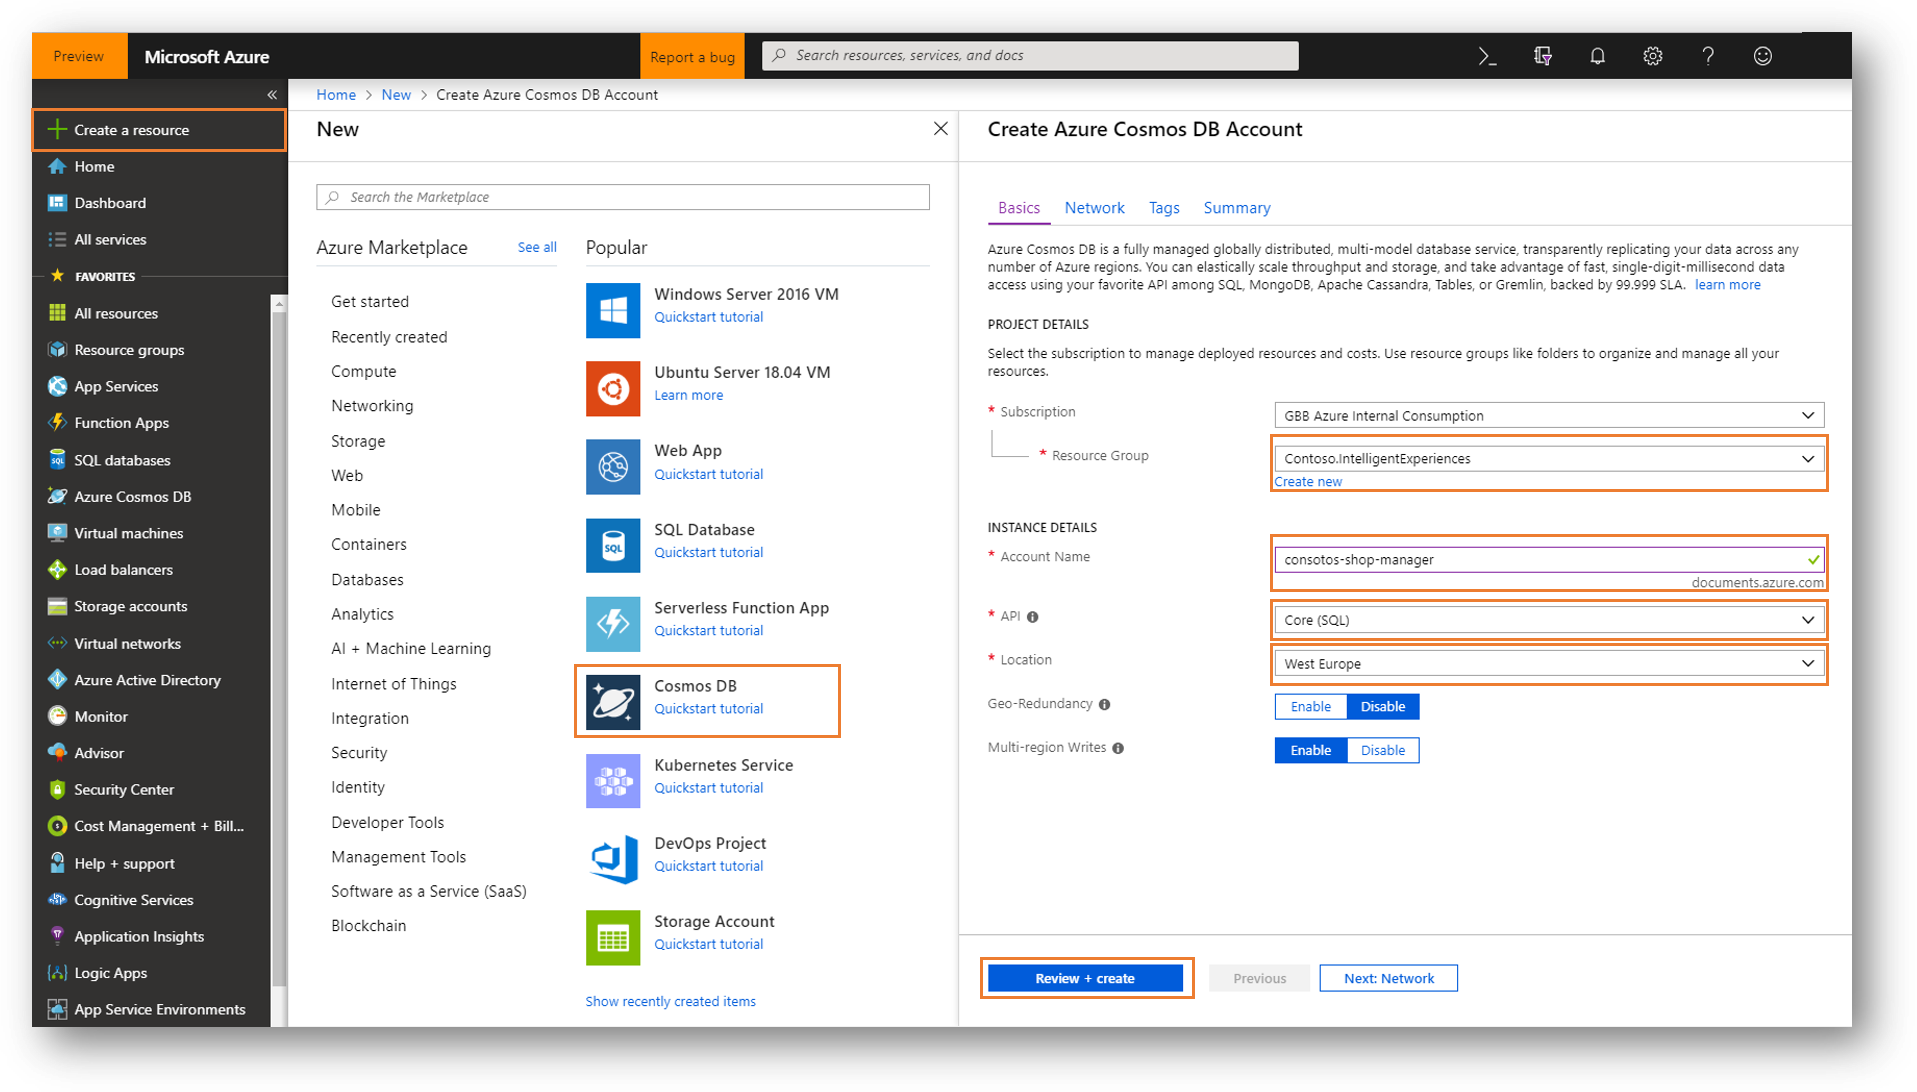 Preview
Microsoft Azure
Report a bug
Search resources, services, and docs
Create a resource
Home
Dashboard
All services
FAVORITES
All resources
Resource groups
App Services
Function Apps
SQL databases
Azure Cosmos DB
Virtual machines
Load balancers
Storage accounts
Virtual networks
Azure Active Directory
Monitor
Advisor
Security Center
Cost Management + Bill...
Help + support
Cognitive Services
Application Insights
Logic Apps
App Service Environments
Home > New > Create Azure Cosmos DB Account
New
Search the Marketplace
Azure Marketplace
See all
Get started
Recently created
Compute
Networking
Storage
Web
Mobile
Containers
Databases
Analytics
AI + Machine Learning
Internet of Things
Integration
Security
Identity
Developer Tools
Management Tools
Software as a Service (SaaS)
Blockchain
Popular
Windows Server 2016 VM
Quickstart tutorial
Ubuntu Server 18.04 VM
Learn more
Web App
Quickstart tutorial
SQL Database
Quickstart tutorial
Serverless Function App
Quickstart tutorial
Cosmos DB
Quickstart tutorial
Kubernetes Service
Quickstart tutorial
DevOps Project
Quickstart tutorial
Storage Account
Quickstart tutorial
Show recently created items
Create Azure Cosmos DB Account
Basics
Network
Tags
Summary
Azure Cosmos DB is a fully managed globally distributed, multi-model database service, transparently replicating your data across any
number of Azure regions. You can elastically scale throughput and storage, and take advantage of fast, single-digit-millisecond data
access using your favorite API among SQL, MongoDB, Apache Cassandra, Tables, or Gremlin, backed by 99.999 SLA. learn more
PROJECT DETAILS
Select the subscription to manage deployed resources and costs. Use resource groups like folders to organize and manage all your
resources.
* Subscription
GBB Azure Internal Consumption
* Resource Group
Contoso.IntelligentExperiences
Create new
INSTANCE DETAILS
* Account Name
consotos-shop-manager
documents.azure.com
* API
Core (SQL)
* Location
West Europe
Geo-Redundancy
Enable
Disable
Multi-region Writes
Enable
Disable
Review + create
Previous
Next: Network